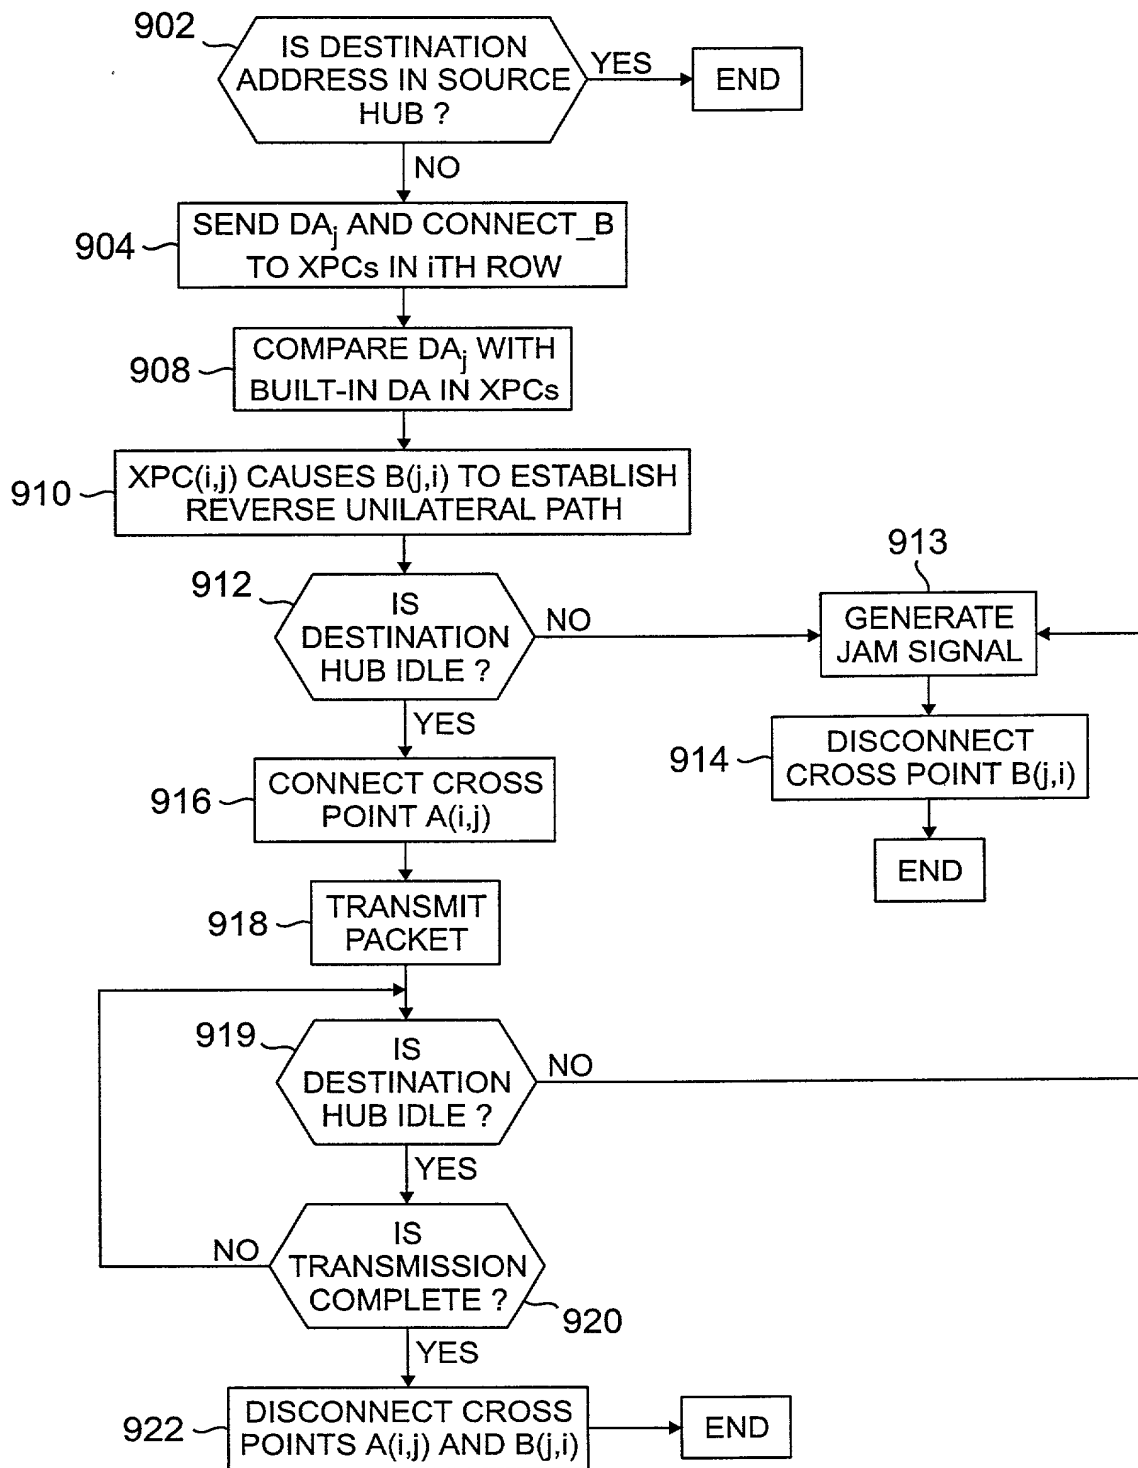 902
IS DESTINATION
ADDRESS IN SOURCE
HUB ?
YES
END
NO
904
SEND DAj AND CONNECT_B
TO XPCs IN iTH ROW
908
COMPARE DAj WITH
BUILT-IN DA IN XPCs
910
XPC(i,j) CAUSES B(j,i) TO ESTABLISH
REVERSE UNILATERAL PATH
912
IS
DESTINATION
HUB IDLE ?
NO
YES
913
GENERATE
JAM SIGNAL
914
DISCONNECT
CROSS POINT B(j,i)
END
916
CONNECT CROSS
POINT A(i,j)
918
TRANSMIT
PACKET
919
IS
DESTINATION
HUB IDLE ?
NO
YES
IS
TRANSMISSION
COMPLETE ?
NO
920
YES
922
DISCONNECT CROSS
POINTS A(i,j) AND B(j,i)
END